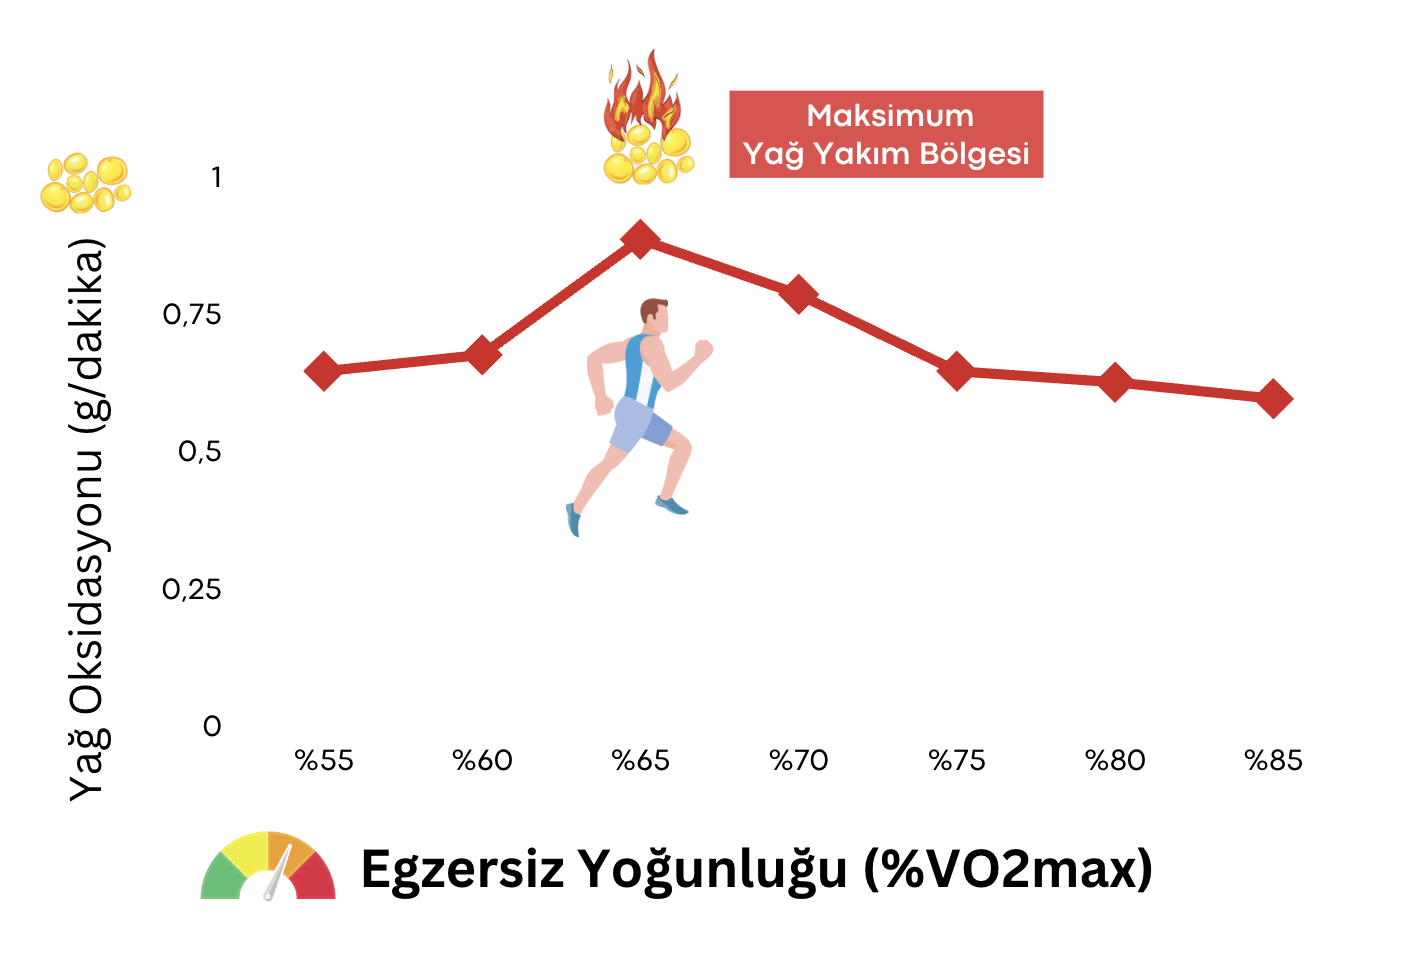 Maksimum
Yağ Yakım Bölgesi
Yağ Oksidasyonu (g/dakika)
1
0,75
0,5
0,25
0
%55 %60 %65 %70 %75 %80 %85
Egzersiz Yoğunluğu (%VO2max)